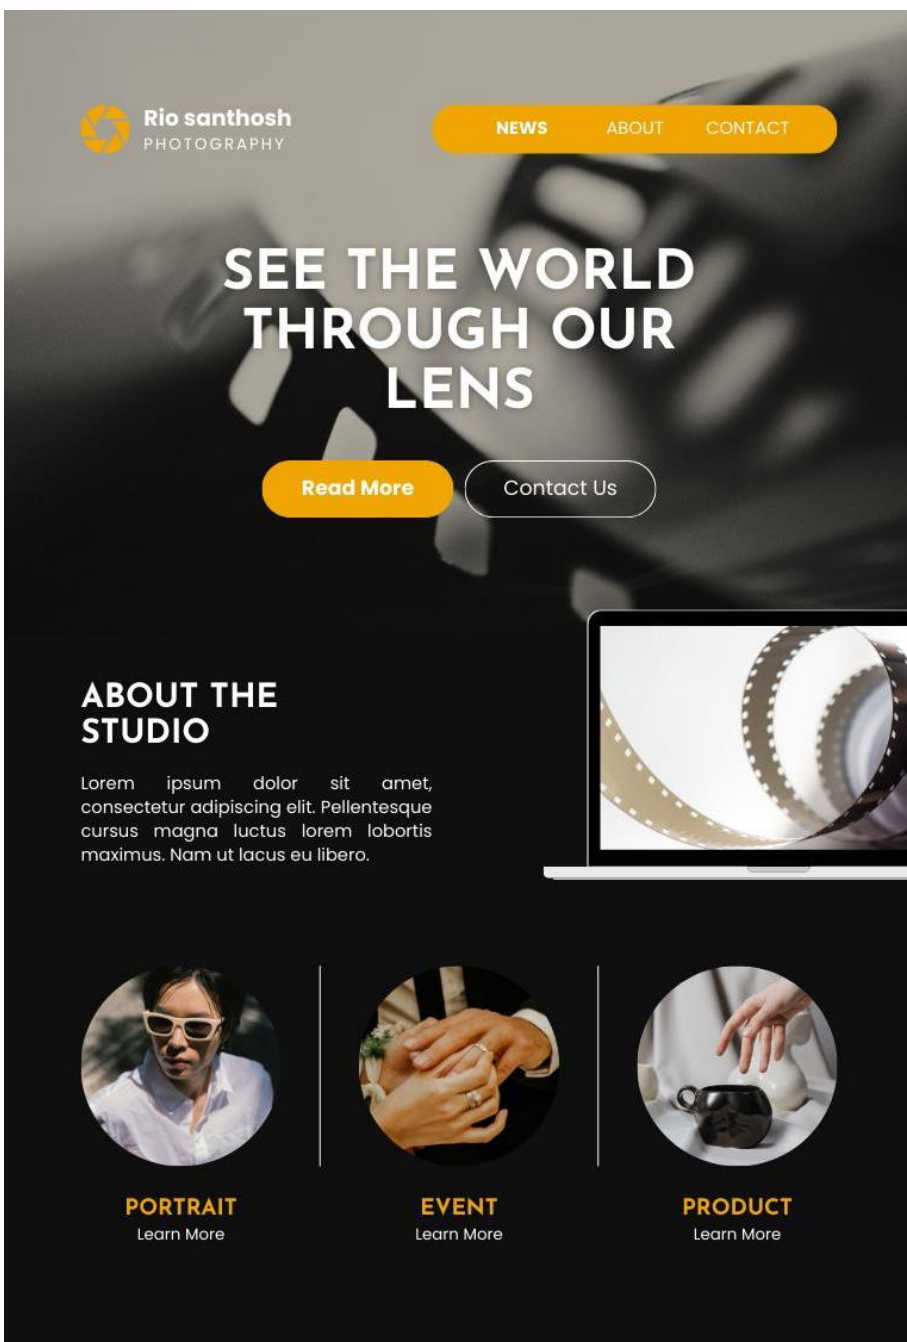 Rio santhosh
PHOTOGRAPHY
NEWS ABOUT CONTACT
SEE THE WORLD
THROUGH OUR
LENS
Read More Contact Us
ABOUT THE
STUDIO
Lorem ipsum dolor sit amet,
consectetur adipiscing elit. Pellentesque
cursus magna luctus lorem lobortis
maximus. Nam ut lacus eu libero.
PORTRAIT
Learn More
EVENT
Learn More
PRODUCT
Learn More